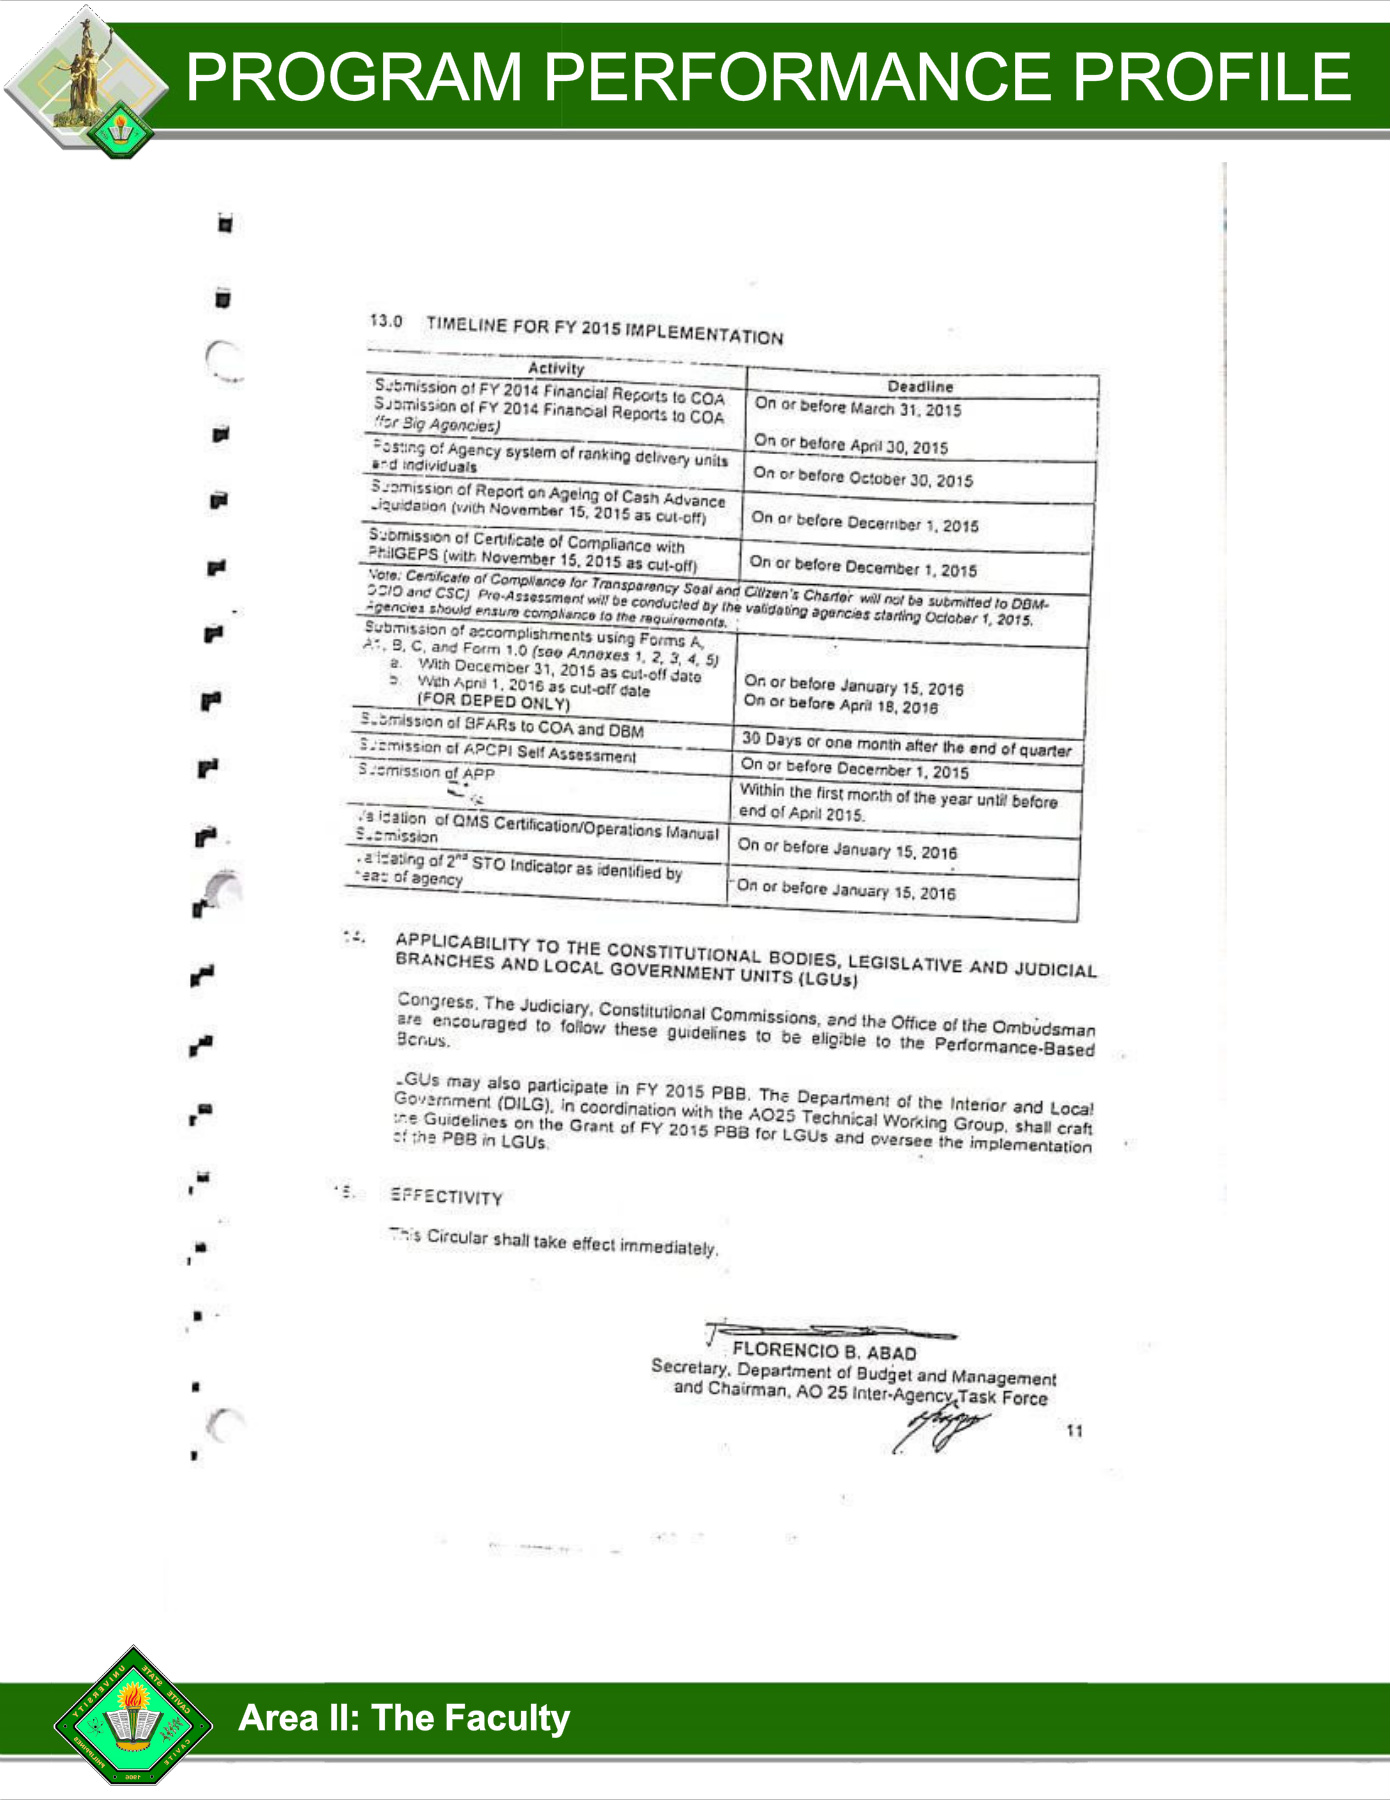 PROGRAM PERFORMANCE PROFILE
13.0 TIMELINE FOR FY 2015 IMPLEMENTATION
Activity
Deadline
Submission of FY 2014 Financial Reports to COA
On or before March 31, 2015
Submission of FY 2014 Financial Reports to COA
(for Big Agencies)
On or before April 30, 2015
Posting of Agency system of ranking delivery units
and individuals
On or before October 30, 2015
Submission of Report on Ageing of Cash Advance
Liquidation (with November 15, 2015 as cut-off)
On or before December 1, 2015
Submission of Certificate of Compliance with
PhilGEPS (with November 15, 2015 as cut-off)
On or before December 1, 2015
Note: Certificate of Compliance for Transparency Seal and Citizen's Charter will not be submitted to DBM-
OCIO and CSC) Pre-Assessment will be conducted by the validating agencies starting October 1, 2015.
Agencies should ensure compliance to the requirements.
Submission of accomplishments using Forms A,
A1, B, C, and Form 1.0 (see Annexes 1, 2, 3, 4, 5)
a. With December 31, 2015 as cut-off date
On or before January 15, 2016
b. With April 1, 2016 as cut-off date
On or before April 18, 2016
(FOR DEPED ONLY)
Submission of BFARs to COA and DBM
30 Days or one month after the end of quarter
Submission of APCPI Self Assessment
On or before December 1, 2015
Submission of APP
Within the first month of the year until before
end of April 2015.
Validation of QMS Certification/Operations Manual
Submission
On or before January 15, 2016
Validating of 2nd STO Indicator as identified by
head of agency
On or before January 15, 2016
14. APPLICABILITY TO THE CONSTITUTIONAL BODIES, LEGISLATIVE AND JUDICIAL
BRANCHES AND LOCAL GOVERNMENT UNITS (LGUs)
Congress, The Judiciary, Constitutional Commissions, and the Office of the Ombudsman
are encouraged to follow these guidelines to be eligible to the Performance-Based
Bonus.
LGUs may also participate in FY 2015 PBB. The Department of the Interior and Local
Government (DILG), in coordination with the AO25 Technical Working Group, shall craft
the Guidelines on the Grant of FY 2015 PBB for LGUs and oversee the implementation
of the PBB in LGUs.
15. EFFECTIVITY
This Circular shall take effect immediately.
FLORENCIO B. ABAD
Secretary, Department of Budget and Management
and Chairman, AO 25 Inter-Agency Task Force
11
CAVITE STATE UNIVERSITY
CAVITE PHILIPPINES
1906
Area II: The Faculty